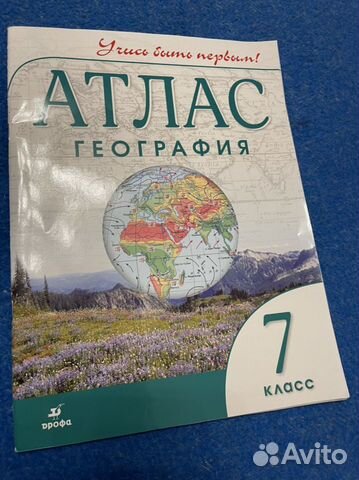 Учись быть первым!
АТЛАС
ГЕОГРАФИЯ
7
класс
дрофа
Avito